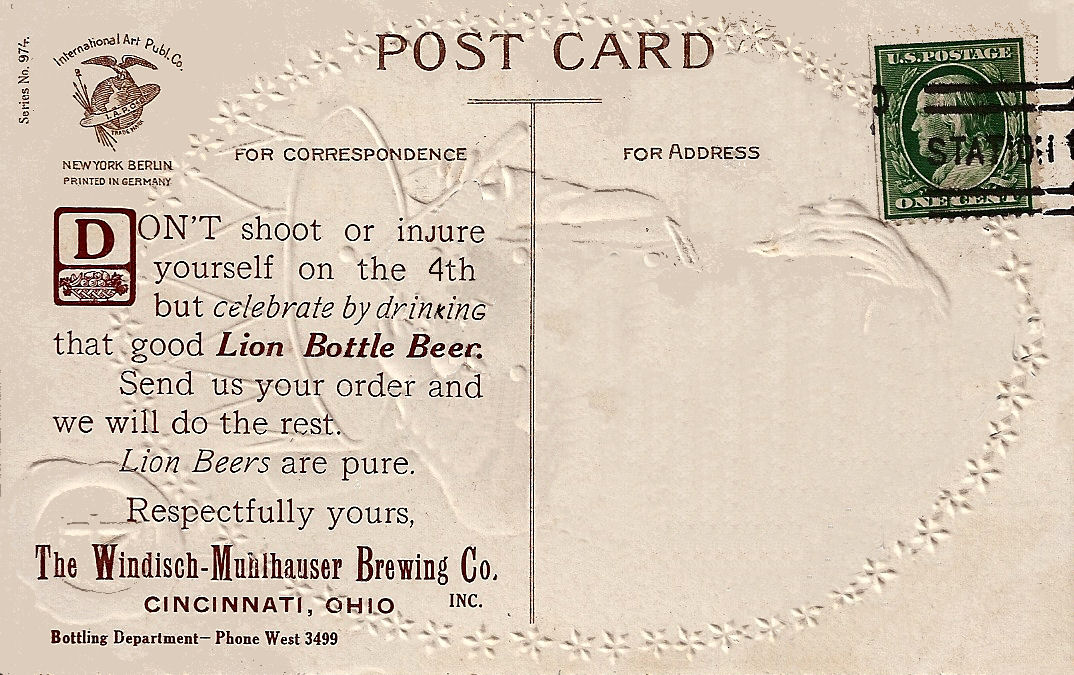 POST CARD
Series No. 974.
International Art Publ. Co.
I.A.P.CO.
TRADE MARK
NEW YORK BERLIN
PRINTED IN GERMANY
U.S. POSTAGE
STATION
ONE CENT
FOR CORRESPONDENCE
FOR ADDRESS
DON'T shoot or injure
yourself on the 4th
but celebrate by drinking
that good Lion Bottle Beer.
Send us your order and
we will do the rest.
Lion Beers are pure.
Respectfully yours,
The Windisch-Muhlhauser Brewing Co.
CINCINNATI, OHIO INC.
Bottling Department— Phone West 3499